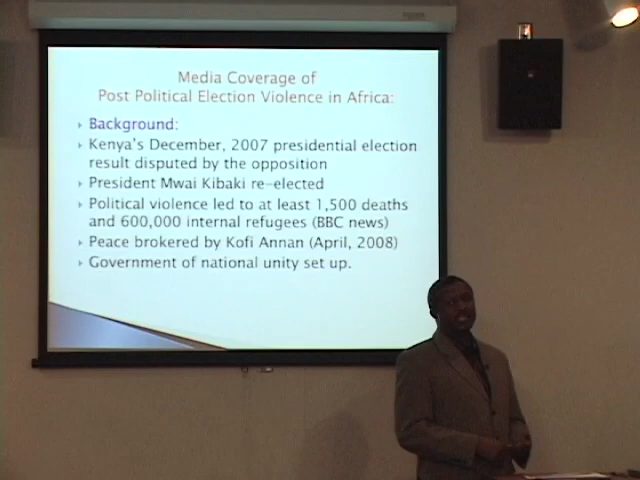 Media Coverage of
Post Political Election Violence in Africa:
Background:
Kenya's December, 2007 presidential election
result disputed by the opposition
President Mwai Kibaki re-elected
Political violence led to at least 1,500 deaths
and 600,000 internal refugees (BBC news)
Peace brokered by Kofi Annan (April, 2008)
Government of national unity set up.